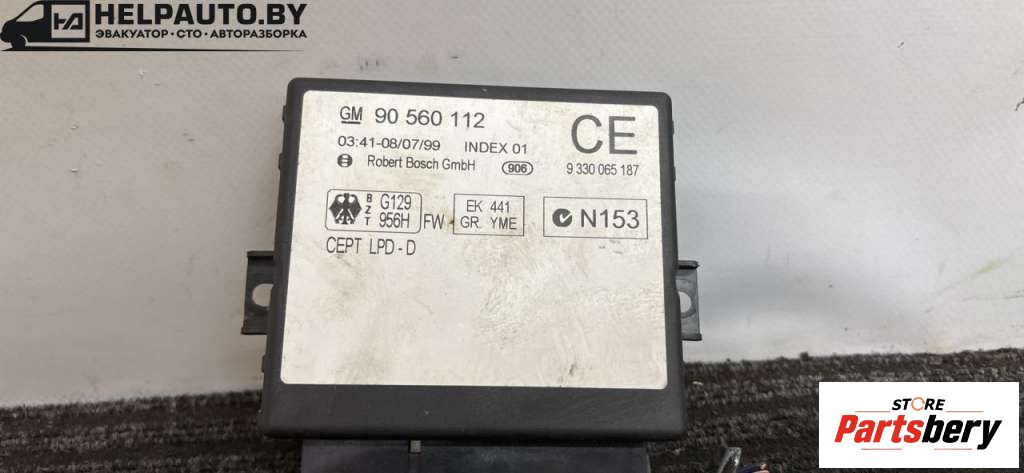 HELPAUTO.BY
ЭВАКУАТОР • СТО • АВТОРАЗБОРКА
GM 90 560 112
03:41-08/07/99 INDEX 01
Robert Bosch GmbH 906
CE
9 330 065 187
BZT G129 956H FW
EK 441
GR. YME
N153
CEPT LPD - D
STORE
Partsbery